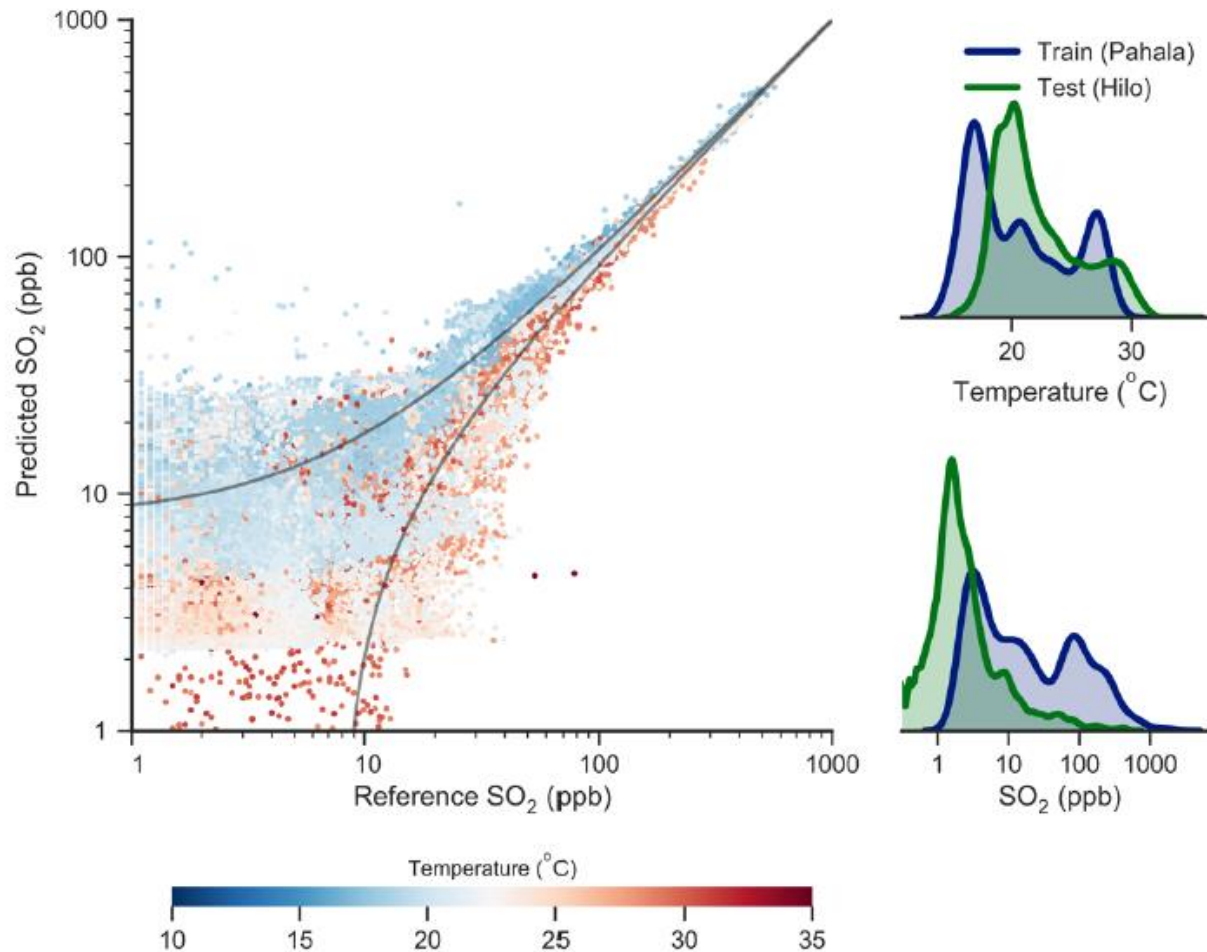 1000
100
10
1
Predicted SO₂ (ppb)
1 10 100 1000
Reference SO₂ (ppb)
Train (Pahala)
Test (Hilo)
20 30
Temperature (°C)
1 10 100 1000
SO₂ (ppb)
Temperature (°C)
10 15 20 25 30 35